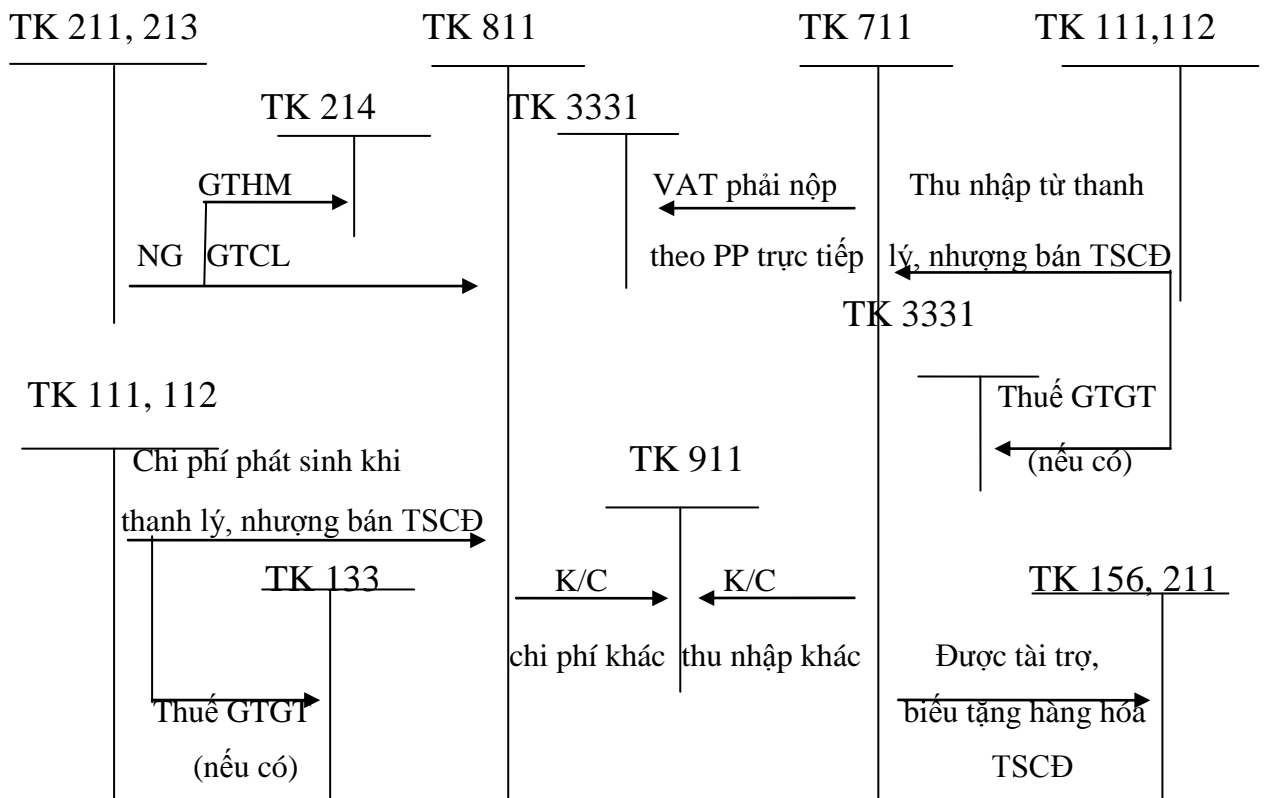 TK 211, 213
TK 811
TK 711
TK 111,112
TK 214
TK 3331
GTHM
VAT phải nộp
Thu nhập từ thanh
NG
GTCL
theo PP trực tiếp
lý, nhượng bán TSCĐ
TK 3331
TK 111, 112
Thuế GTGT
(nếu có)
Chi phí phát sinh khi
thanh lý, nhượng bán TSCĐ
TK 911
TK 133
K/C
K/C
TK 156, 211
chi phí khác
thu nhập khác
Được tài trợ,
biếu tặng hàng hóa
TSCĐ
Thuế GTGT
(nếu có)